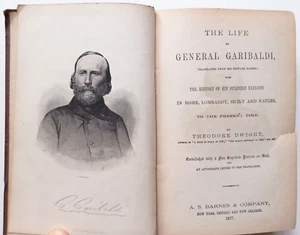 G. Garibaldi
THE LIFE
OF
GENERAL GARIBALDI,
TRANSLATED FROM HIS PRIVATE PAPERS;
WITH
THE HISTORY OF HIS SPLENDID EXPLOITS
IN ROME, LOMBARDY, SICILY AND NAPLES,
TO THE PRESENT TIME.
BY
THEODORE DWIGHT,
Embellished with a Fine Engraved Portrait on Steel,
AND
AN AUTOGRAPH LETTER TO THE TRANSLATOR.
A. S. BARNES & COMPANY,
NEW YORK, CHICAGO AND NEW ORLEANS.
1877.